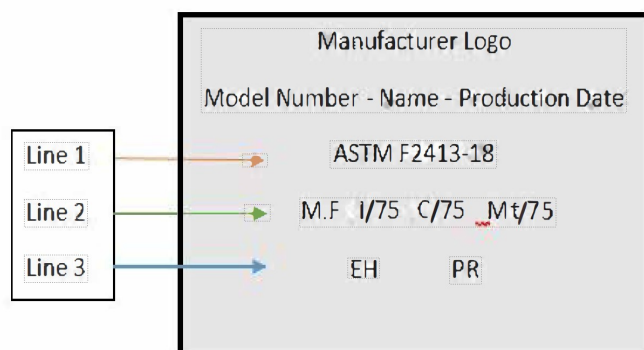 Manufacturer Logo
Model Number - Name - Production Date
Line 1
ASTM F2413-18
Line 2
M.F I/75 C/75 Mt/75
Line 3
EH PR